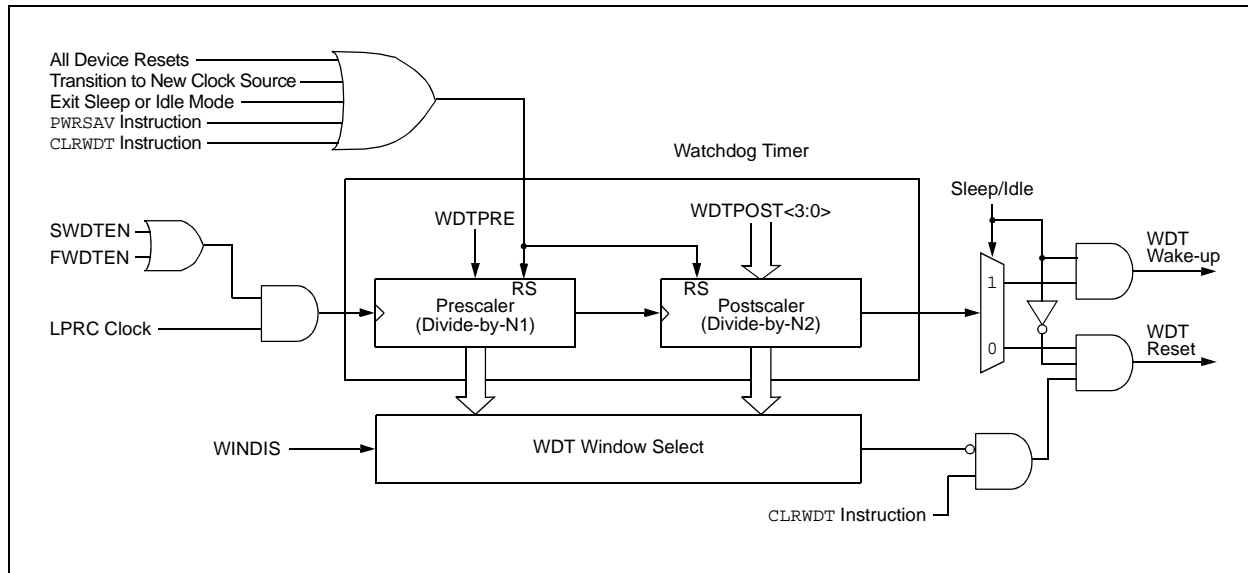 All Device Resets
Transition to New Clock Source
Exit Sleep or Idle Mode
PWRSAV Instruction
CLRWDT Instruction
Watchdog Timer
Sleep/Idle
WDTPRE
WDTPOST<3:0>
SWDTEN
FWDTEN
WDT
Wake-up
RS
RS
1
Prescaler
(Divide-by-N1)
Postscaler
(Divide-by-N2)
LPRC Clock
WDT
Reset
0
WINDIS
WDT Window Select
CLRWDT Instruction